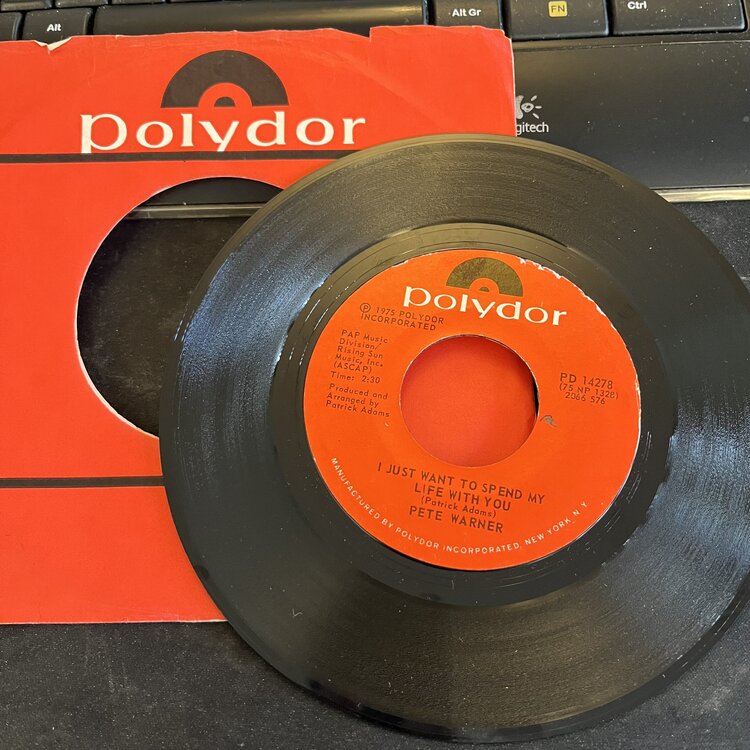 Alt
Alt Gr
FN
Ctrl
polydor
polydor
℗ 1975 POLYDOR
INCORPORATED
PAP Music
Division/
Rising Sun
Music, Inc.
(ASCAP)
Time: 2:30
Produced and
Arranged by
Patrick Adams
PD 14278
(75 NP 1328)
2066 576
I JUST WANT TO SPEND MY
LIFE WITH YOU
(Patrick Adams)
PETE WARNER
MANUFACTURED BY POLYDOR INCORPORATED, NEW YORK, N.Y.